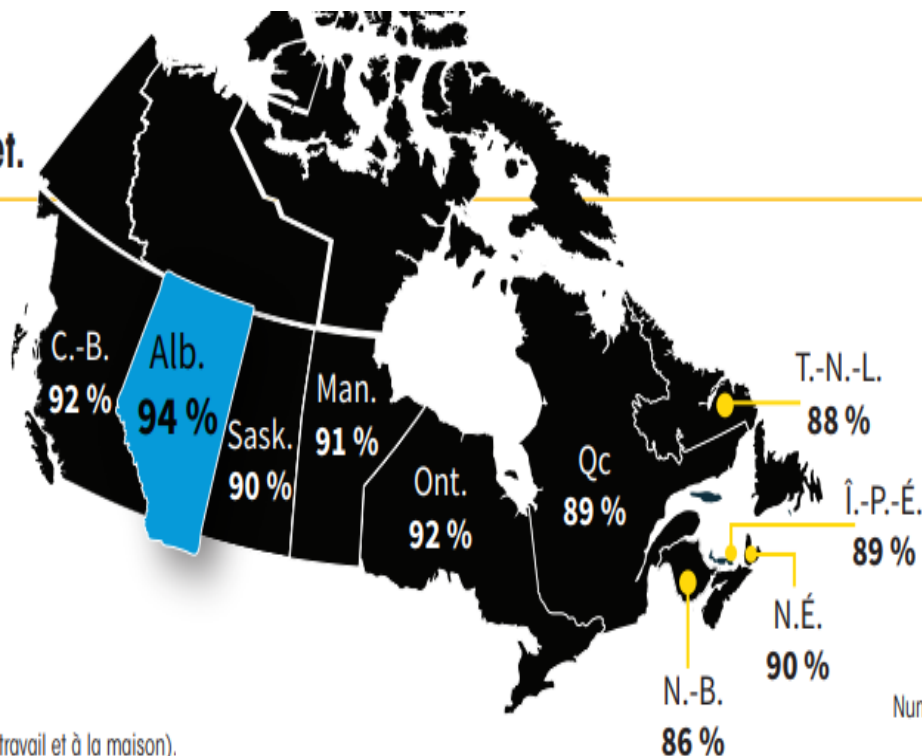 et.
C.-B.
92 %
Alb.
94 %
Sask.
90 %
Man.
91 %
Ont.
92 %
Qc
89 %
T.-N.-L.
88 %
Î.-P.-É.
89 %
N.É.
90 %
N.-B.
86 %
Num
travail et à la maison).